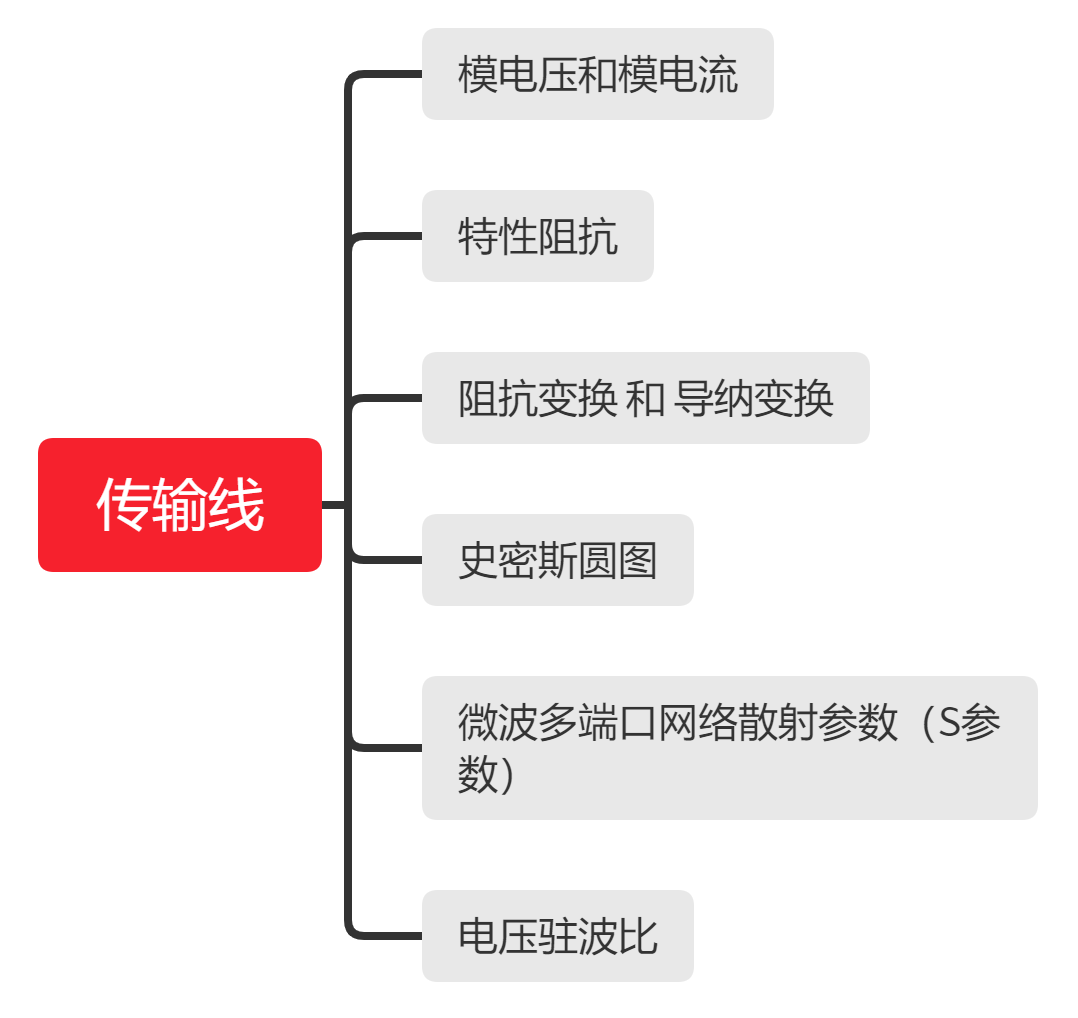 模电压和模电流
特性阻抗
阻抗变换 和 导纳变换
传输线
史密斯圆图
微波多端口网络散射参数（S参
数）
电压驻波比